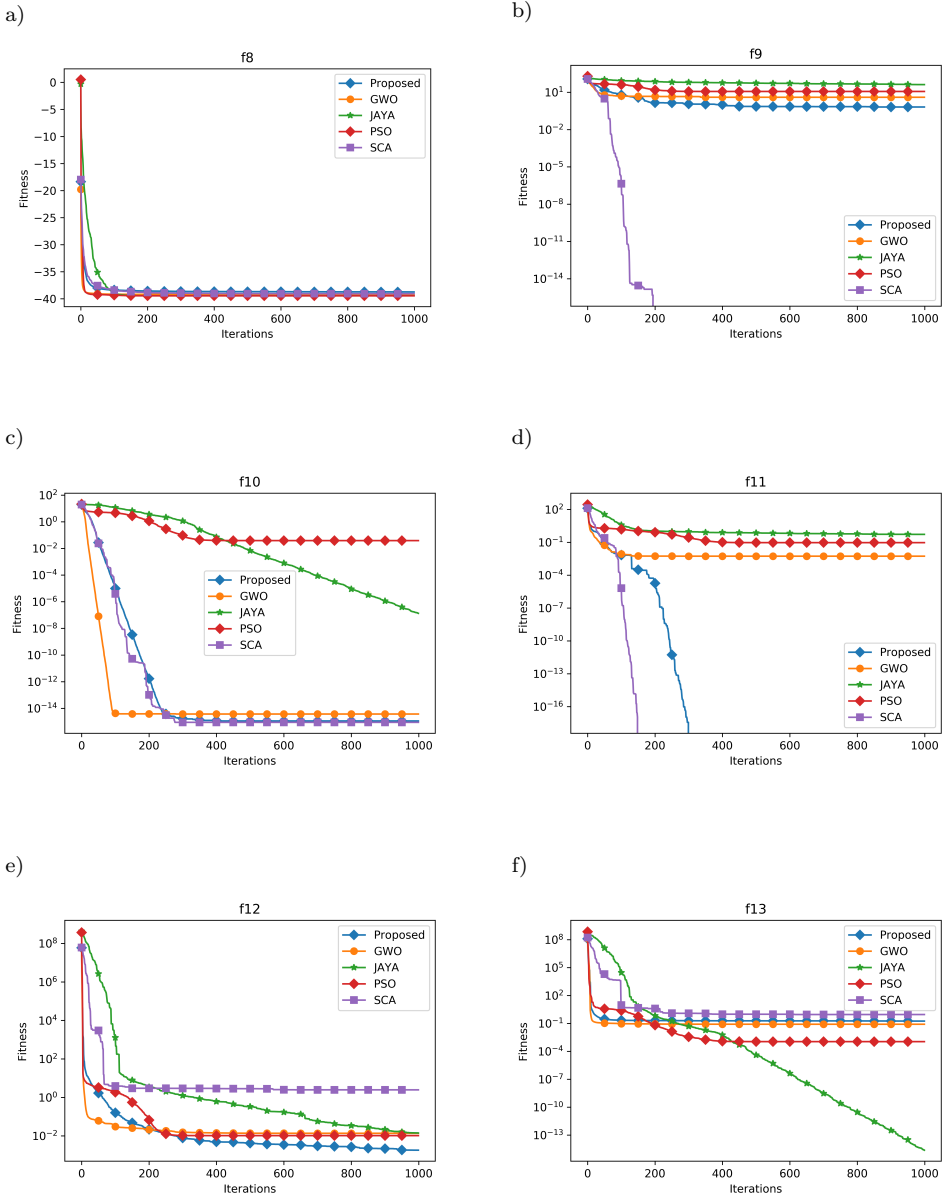 a)
f8
Fitness
0
−5
−10
−15
−20
−25
−30
−35
−40
Proposed
GWO
JAYA
PSO
SCA
0 200 400 600 800 1000
Iterations
b)
f9
Fitness
10^1
10^−2
10^−5
10^−8
10^−11
10^−14
Proposed
GWO
JAYA
PSO
SCA
0 200 400 600 800 1000
Iterations
c)
f10
Fitness
10^2
10^0
10^−2
10^−4
10^−6
10^−8
10^−10
10^−12
10^−14
Proposed
GWO
JAYA
PSO
SCA
0 200 400 600 800 1000
Iterations
d)
f11
Fitness
10^2
10^−1
10^−4
10^−7
10^−10
10^−13
10^−16
Proposed
GWO
JAYA
PSO
SCA
0 200 400 600 800 1000
Iterations
e)
f12
Fitness
10^8
10^6
10^4
10^2
10^0
10^−2
Proposed
GWO
JAYA
PSO
SCA
0 200 400 600 800 1000
Iterations
f)
f13
Fitness
10^8
10^5
10^2
10^−1
10^−4
10^−7
10^−10
10^−13
Proposed
GWO
JAYA
PSO
SCA
0 200 400 600 800 1000
Iterations